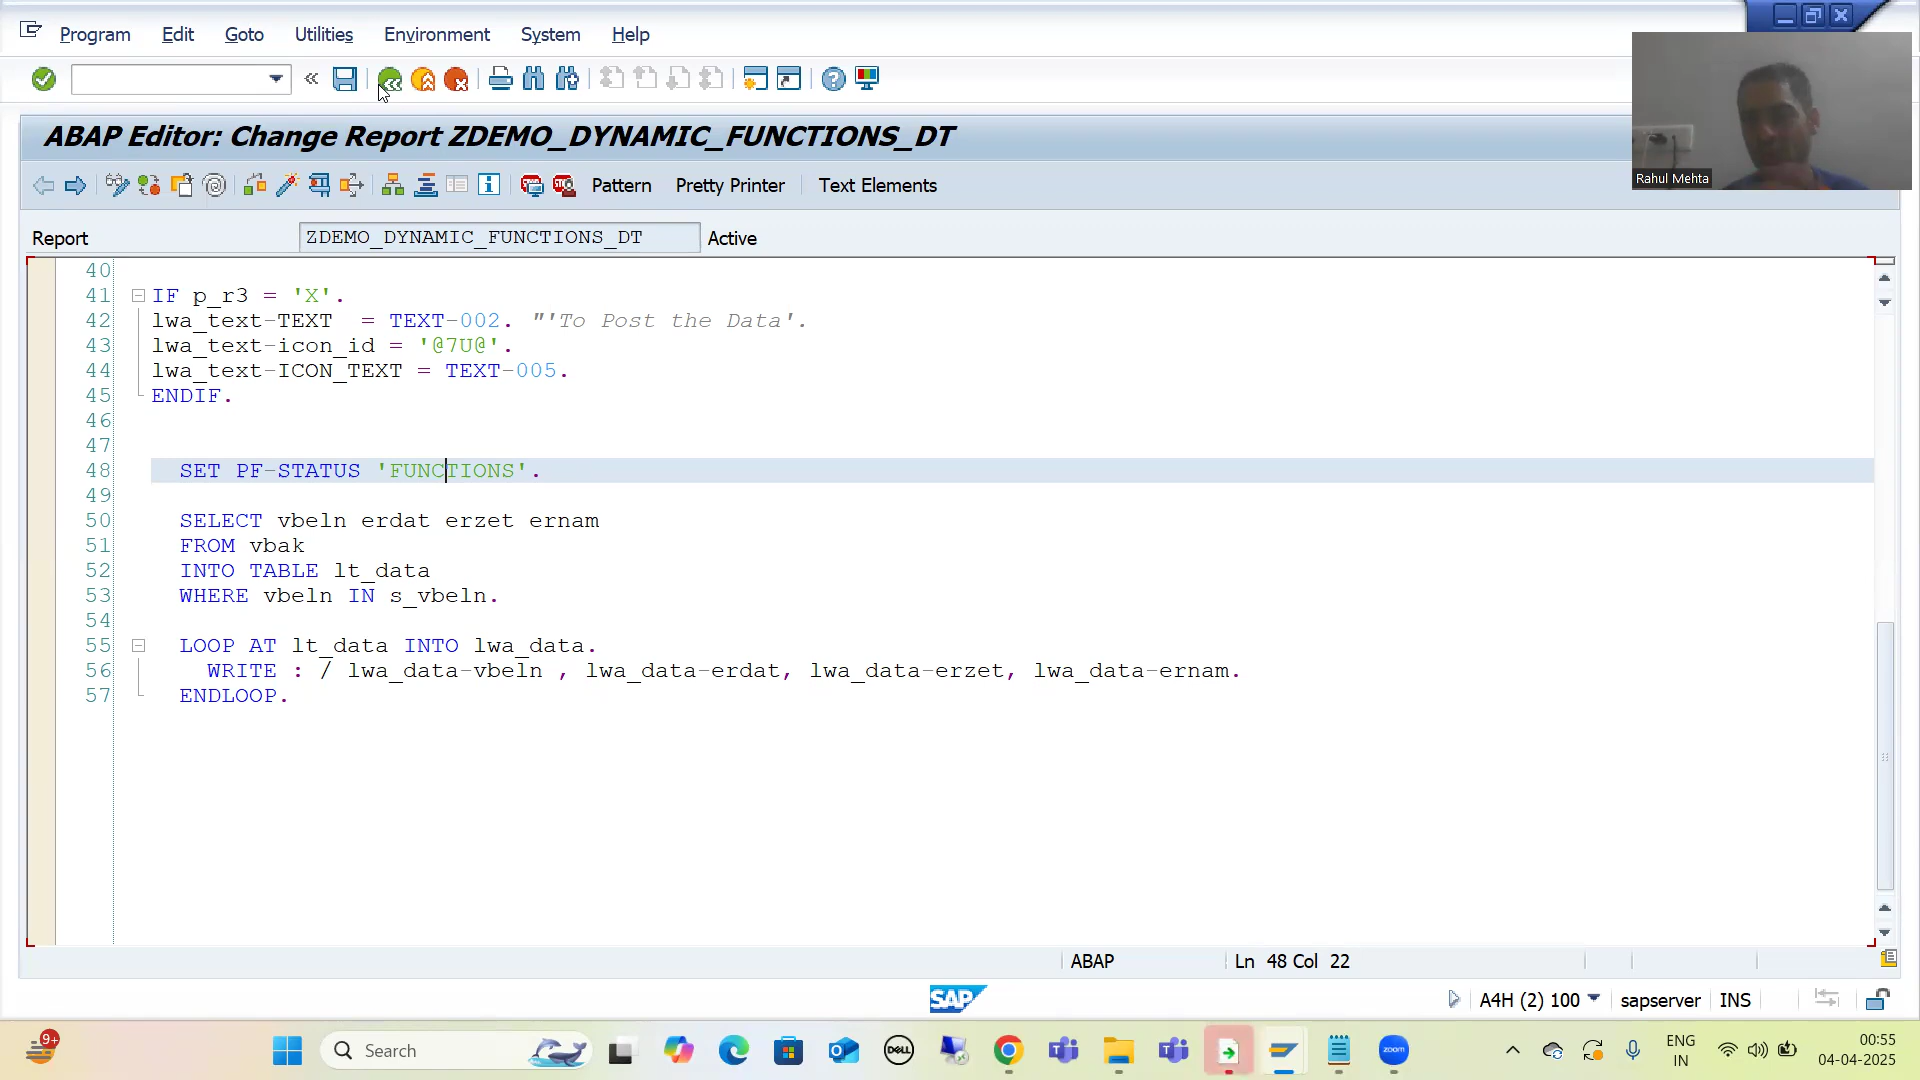 Program Edit Goto Utilities Environment System Help
ABAP Editor: Change Report ZDEMO_DYNAMIC_FUNCTIONS_DT
Pattern Pretty Printer Text Elements
Rahul Mehta
Report ZDEMO_DYNAMIC_FUNCTIONS_DT Active
40
41 IF p_r3 = 'X'.
42 lwa_text-TEXT = TEXT-002. "'To Post the Data'.
43 lwa_text-icon_id = '@7U@'.
44 lwa_text-ICON_TEXT = TEXT-005.
45 ENDIF.
46
47
48 SET PF-STATUS 'FUNCTIONS'.
49
50 SELECT vbeln erdat erzet ernam
51 FROM vbak
52 INTO TABLE lt_data
53 WHERE vbeln IN s_vbeln.
54
55 LOOP AT lt_data INTO lwa_data.
56 WRITE : / lwa_data-vbeln , lwa_data-erdat, lwa_data-erzet, lwa_data-ernam.
57 ENDLOOP.
ABAP Ln 48 Col 22
SAP A4H (2) 100 sapserver INS
9+ Search DELL zoom ENG IN 00:55 04-04-2025